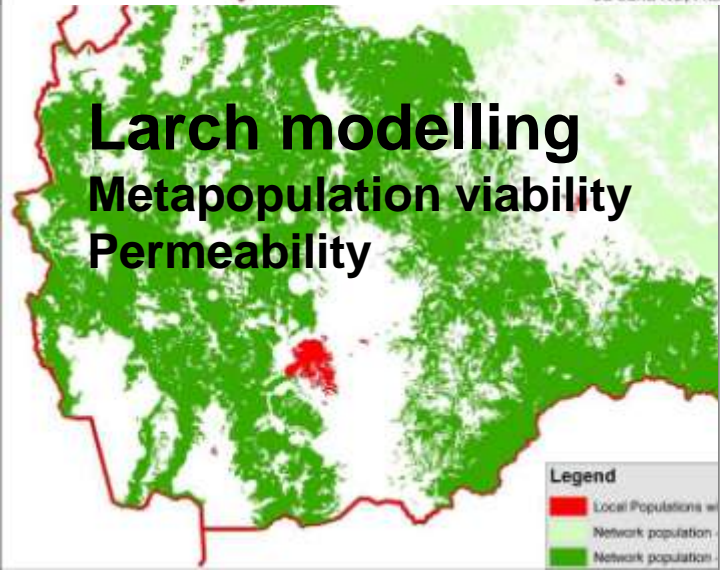 Larch modelling
Metapopulation viability
Permeability
Legend
Local Populations
Network population
Network population